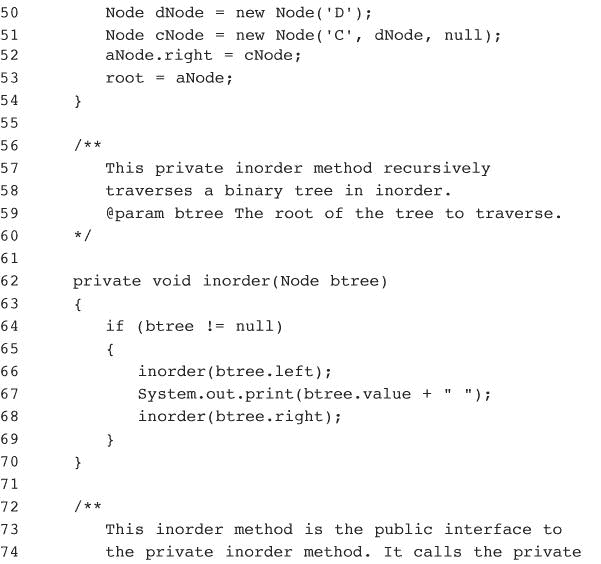 50 Node dNode = new Node('D');
51 Node cNode = new Node('C', dNode, null);
52 aNode.right = cNode;
53 root = aNode;
54 }
55
56 /**
57 This private inorder method recursively
58 traverses a binary tree in inorder.
59 @param btree The root of the tree to traverse.
60 */
61
62 private void inorder(Node btree)
63 {
64 if (btree != null)
65 {
66 inorder(btree.left);
67 System.out.print(btree.value + " ");
68 inorder(btree.right);
69 }
70 }
71
72 /**
73 This inorder method is the public interface to
74 the private inorder method. It calls the private